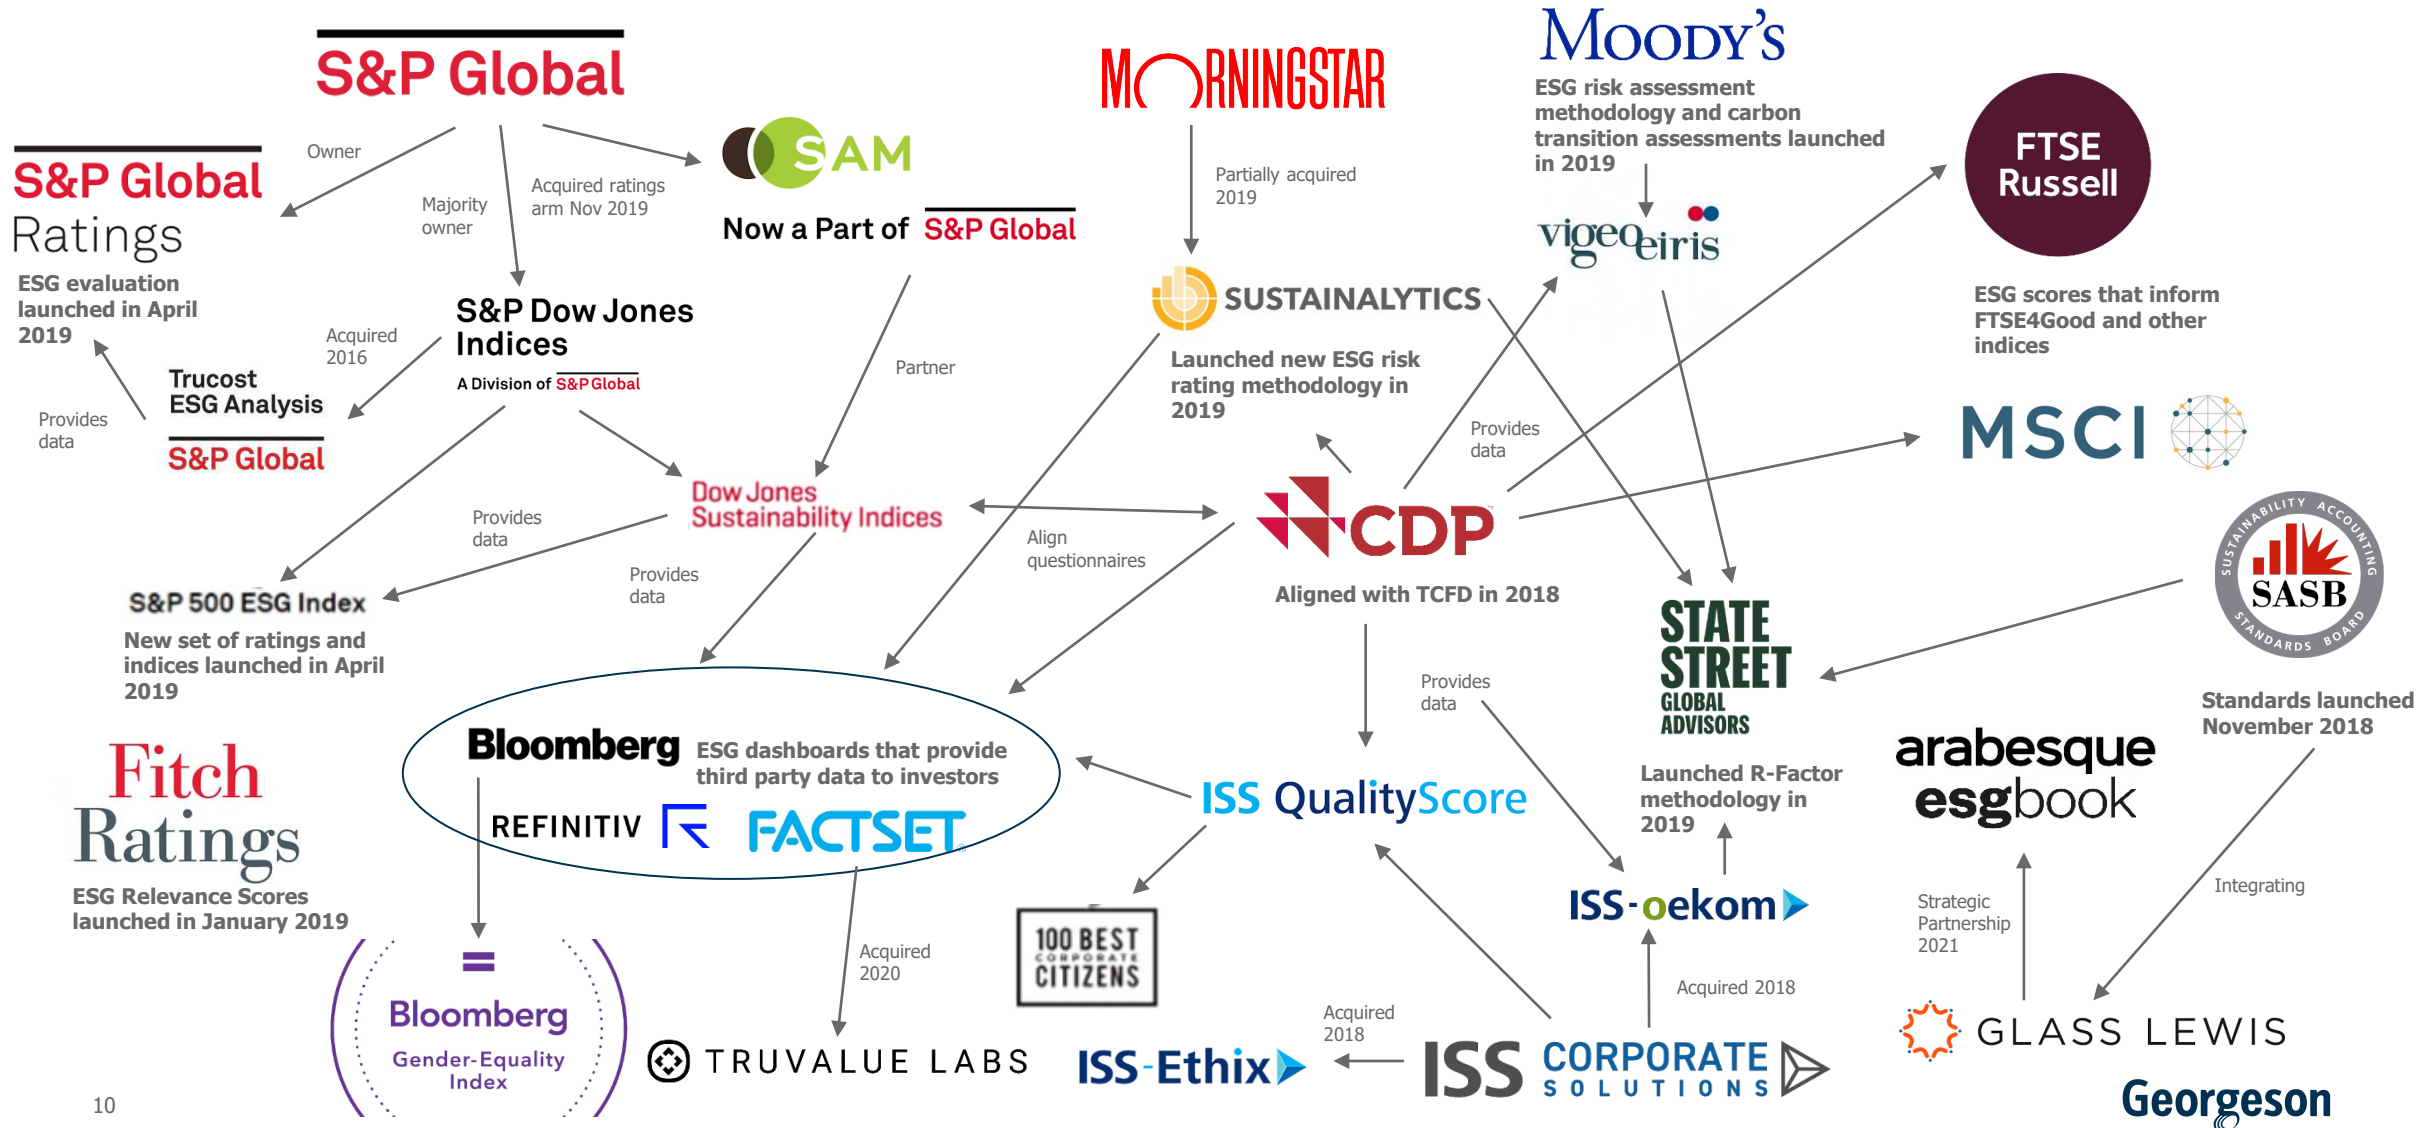 S&P Global
S&P Global
Ratings
ESG evaluation
launched in April
2019
Owner
Majority
owner
Acquired ratings
arm Nov 2019
SAM
Now a Part of S&P Global
S&P Dow Jones
Indices
A Division of S&P Global
Acquired
2016
Trucost
ESG Analysis
S&P Global
Provides
data
Partner
Dow Jones
Sustainability Indices
Provides
data
Provides
data
S&P 500 ESG Index
New set of ratings and
indices launched in April
2019
MORNINGSTAR
Partially acquired
2019
SUSTAINALYTICS
Launched new ESG risk
rating methodology in
2019
MOODY'S
ESG risk assessment
methodology and carbon
transition assessments launched
in 2019
vigeoeiris
FTSE
Russell
ESG scores that inform
FTSE4Good and other
indices
MSCI
Provides
data
Align
questionnaires
CDP
Aligned with TCFD in 2018
SUSTAINABILITY ACCOUNTING
SASB
STANDARDS BOARD
Standards launched
November 2018
STATE
STREET
GLOBAL
ADVISORS
Launched R-Factor
methodology in
2019
Provides
data
Bloomberg
ESG dashboards that provide
third party data to investors
REFINITIV
FACTSET
Fitch
Ratings
ESG Relevance Scores
launched in January 2019
ISS QualityScore
arabesque
esgbook
Integrating
Strategic
Partnership
2021
ISS-oekom
Acquired 2018
100 BEST
CORPORATE
CITIZENS
Acquired
2020
=
Bloomberg
Gender-Equality
Index
TRUVALUE LABS
ISS-Ethix
Acquired
2018
ISS CORPORATE
SOLUTIONS
GLASS LEWIS
Georgeson
10